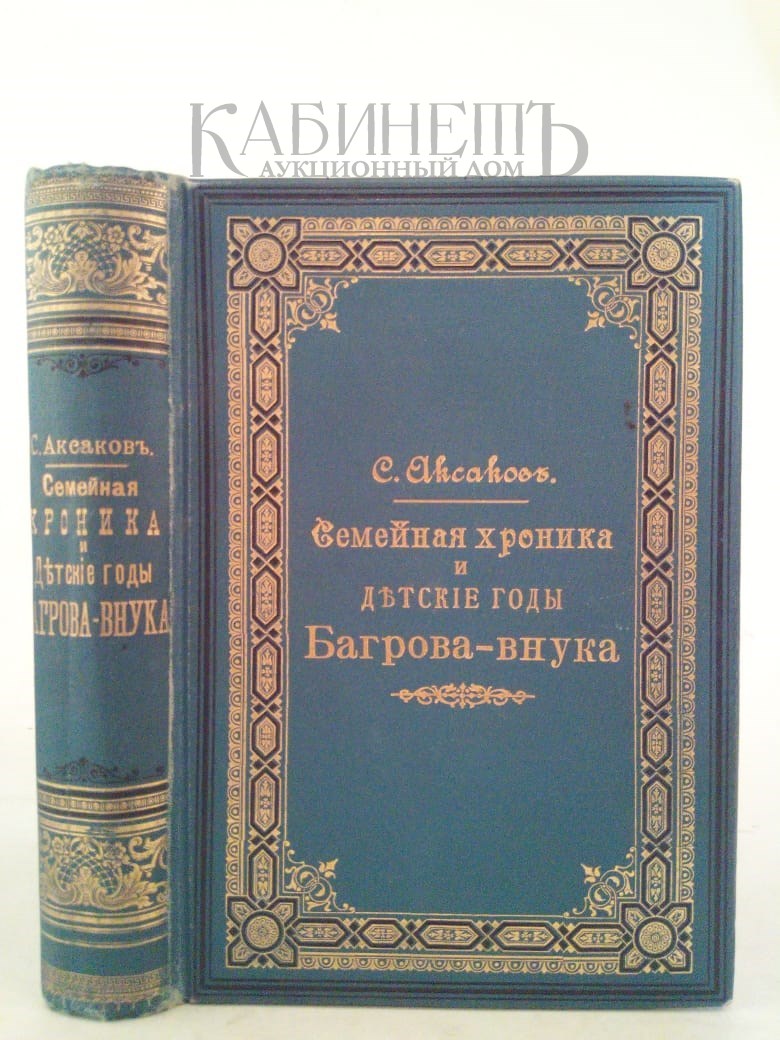 КАБИНЕТЪ
АУКЦИОННЫЙ ДОМ
С. Аксаковъ.
Семейная
ХРОНИКА
и
Дѣтскіе годы
БАГРОВА-ВНУКА
С. Аксаковъ.
Семейная хроника
и
ДѢТСКІЕ ГОДЫ
Багрова-внука